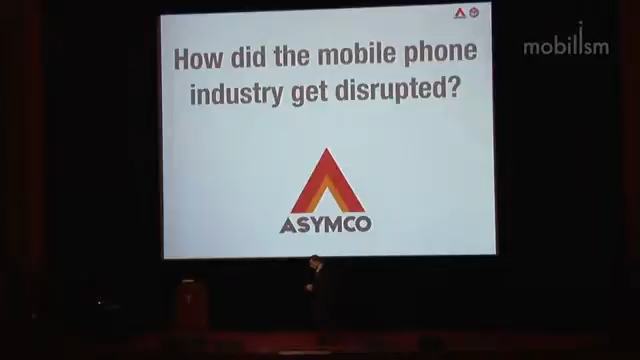 How did the mobile phone
industry get disrupted?
ASYMCO
mobilism